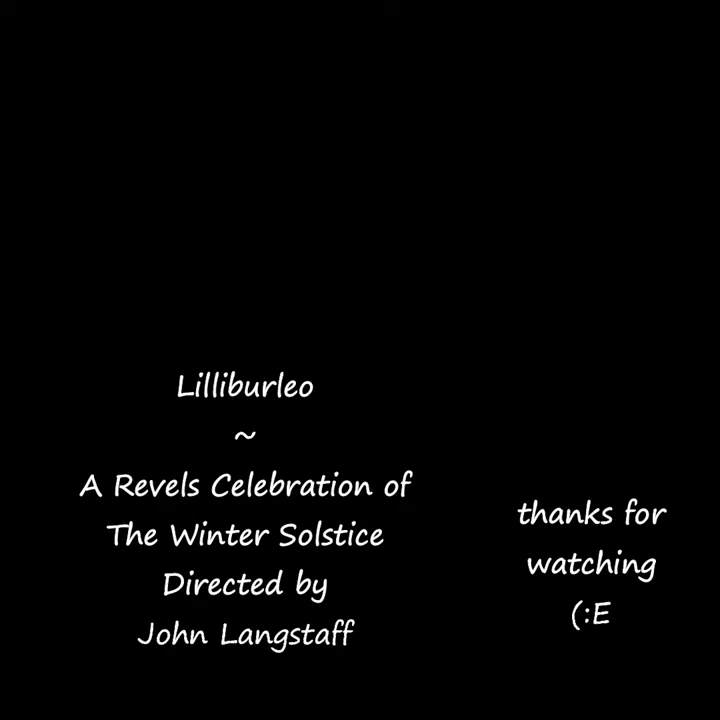 Lilliburleo
~
A Revels Celebration of
The Winter Solstice
Directed by
John Langstaff
thanks for
watching
(:E